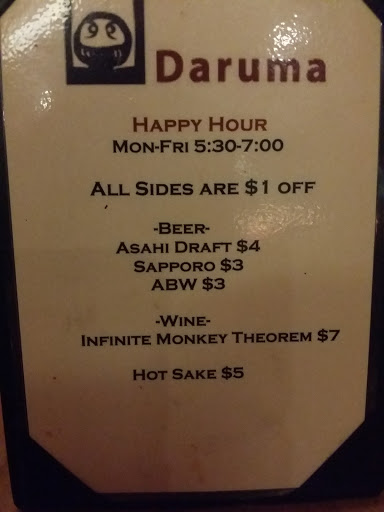 Daruma
Happy Hour
Mon-Fri 5:30-7:00
All Sides are $1 off
-Beer-
Asahi Draft $4
Sapporo $3
ABW $3
-Wine-
Infinite Monkey Theorem $7
Hot Sake $5